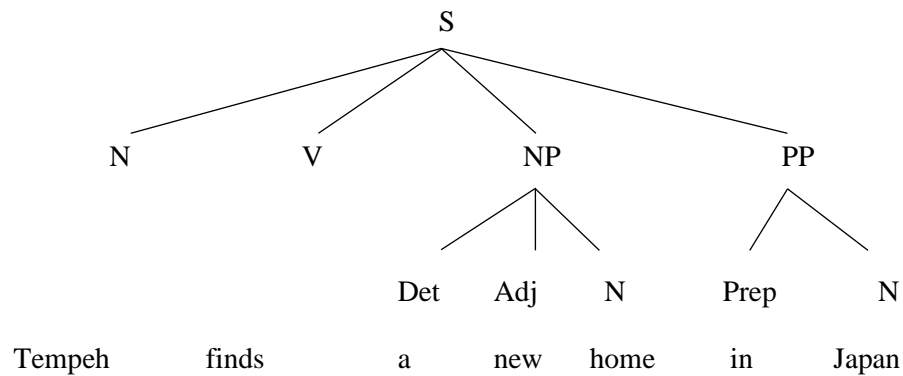 S
N V NP PP
Det Adj N Prep N
Tempeh finds a new home in Japan